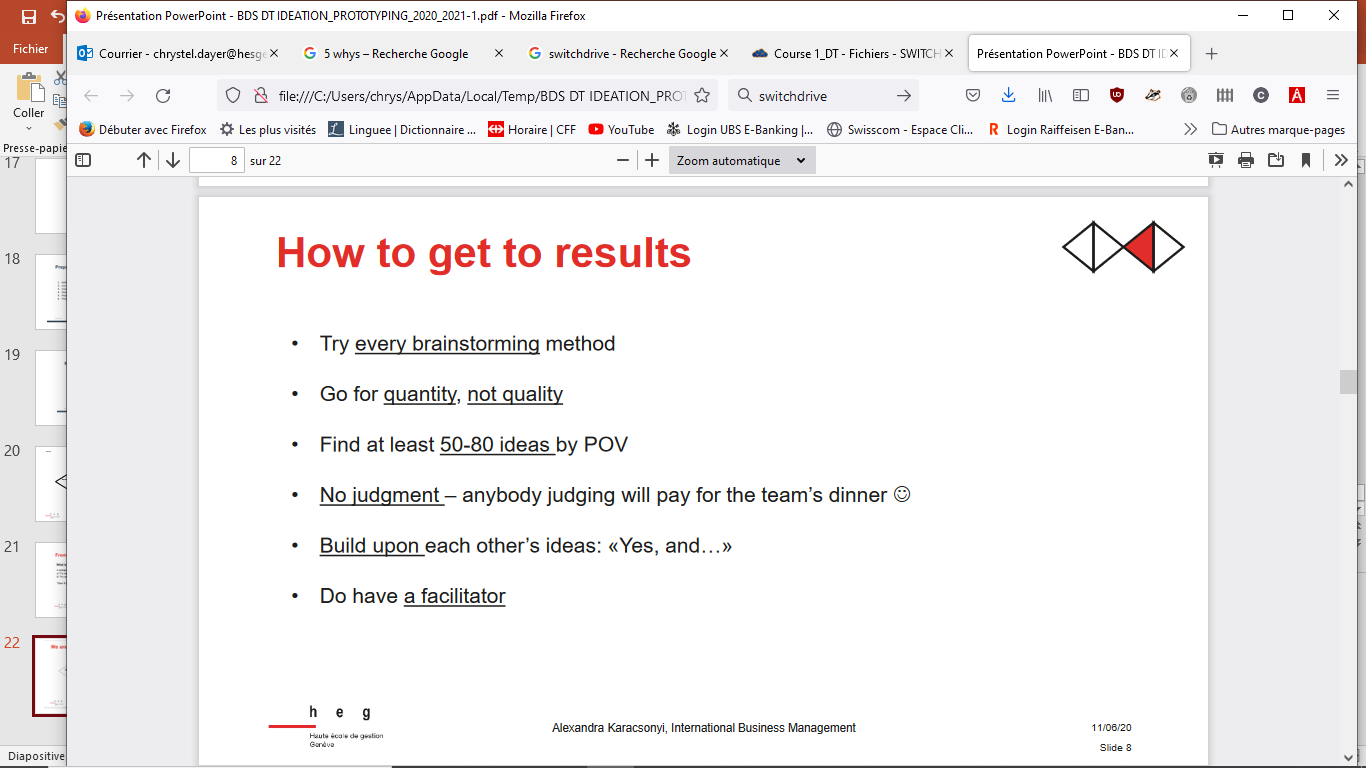 Présentation PowerPoint - BDS DT IDEATION_PROTOTYPING_2020_2021-1.pdf - Mozilla Firefox
Fichier
Courrier - chrystel.dayer@hesge
5 whys – Recherche Google
switchdrive - Recherche Google
Course 1_DT - Fichiers - SWITCH
Présentation PowerPoint - BDS DT ID
Coller
file:///C:/Users/chrys/AppData/Local/Temp/BDS DT IDEATION_PROT
switchdrive
Débuter avec Firefox
Les plus visités
Linguee | Dictionnaire ...
Horaire | CFF
YouTube
Login UBS E-Banking |...
Swisscom - Espace Cli...
Login Raiffeisen E-Ban...
Autres marque-pages
Presse-papie
8 sur 22
Zoom automatique
17
18
19
20
21
22
How to get to results
• Try every brainstorming method
• Go for quantity, not quality
• Find at least 50-80 ideas by POV
• No judgment – anybody judging will pay for the team's dinner ☺
• Build upon each other's ideas: «Yes, and…»
• Do have a facilitator
h e g
Haute école de gestion
Genève
Alexandra Karacsonyi, International Business Management
11/06/20
Slide 8
Diapositive